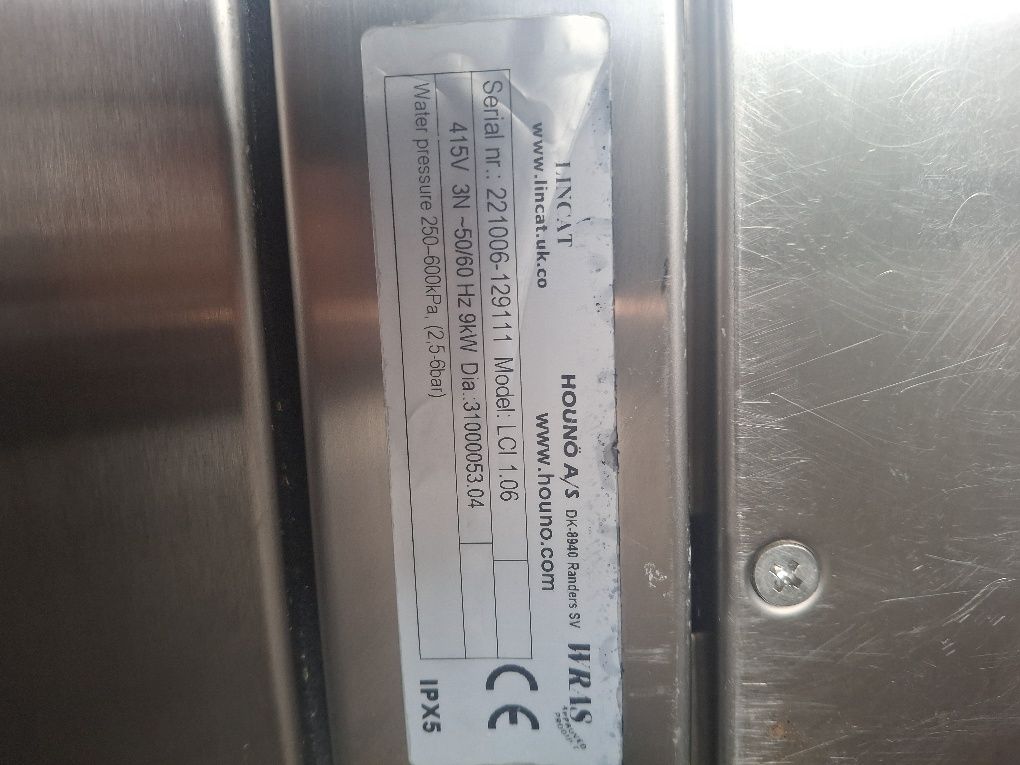 LINCAT
www.lincat.uk.co
HOUNÖ A/S DK-8940 Randers SV
www.houno.com
WRAS
APPROVED
PRODUCT
Serial nr.: 221006-129111 Model: LCI 1.06
415V 3N ~50/60 Hz 9kW Dia.:31000053.04
Water pressure 250-600kPa, (2,5-6bar)
CE
IPX5